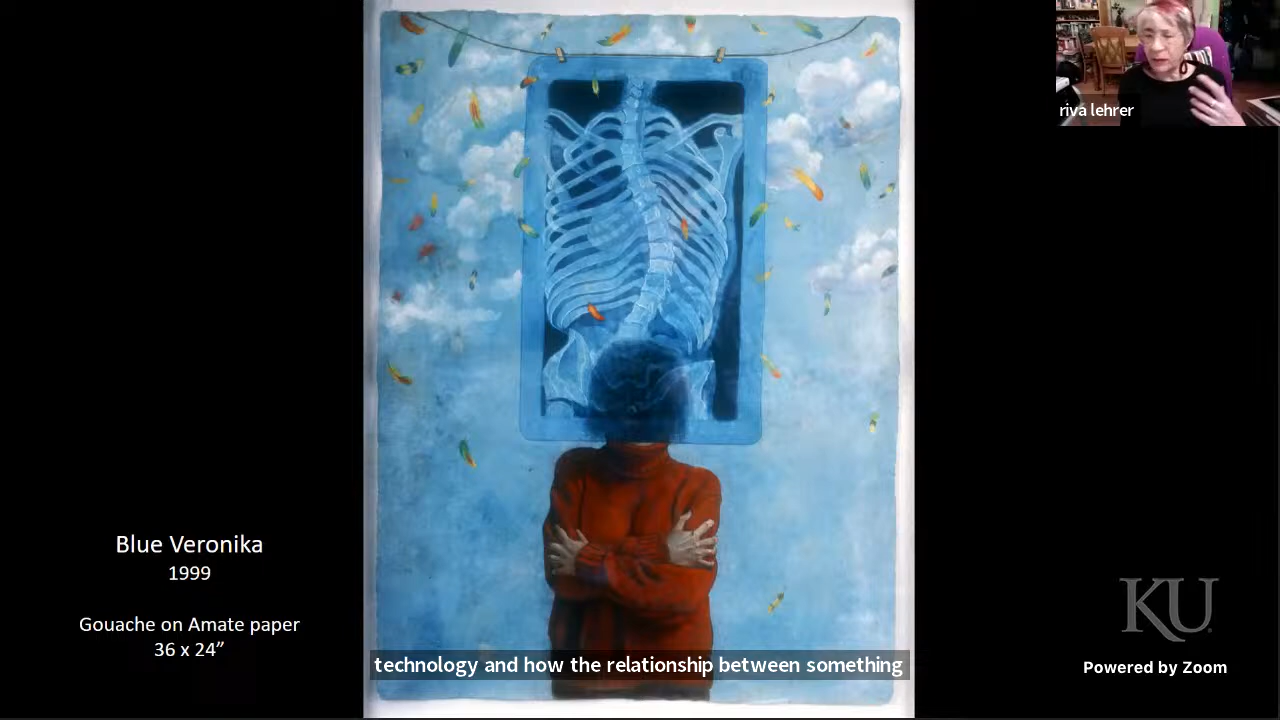 riva lehrer
Blue Veronika
1999
Gouache on Amate paper
36 x 24”
technology and how the relationship between something
KU
Powered by Zoom